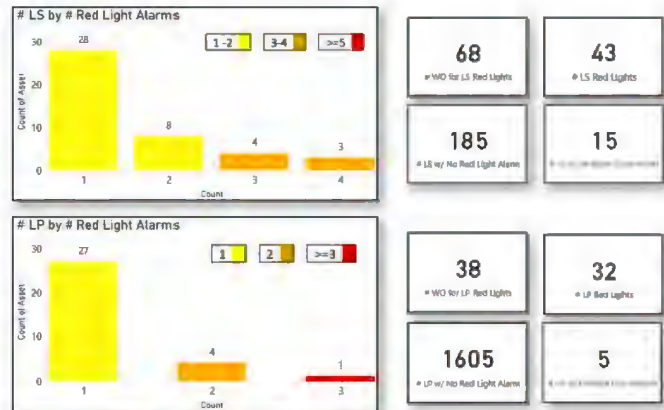 # LS by # Red Light Alarms
1-2 3-4 >=5
30
20
10
0
Count of Asset
28
8
4
3
1 2 3 4
Count
68
# WO for LS Red Lights
43
# LS Red Lights
185
# LS w/ No Red Light Alarm
15
# LP by # Red Light Alarms
1 2 >=3
30
20
10
0
Count of Asset
27
4
1
1 2 3
Count
38
# WO for LP Red Lights
32
# LP Red Lights
1605
# LP w/ No Red Light Alarm
5